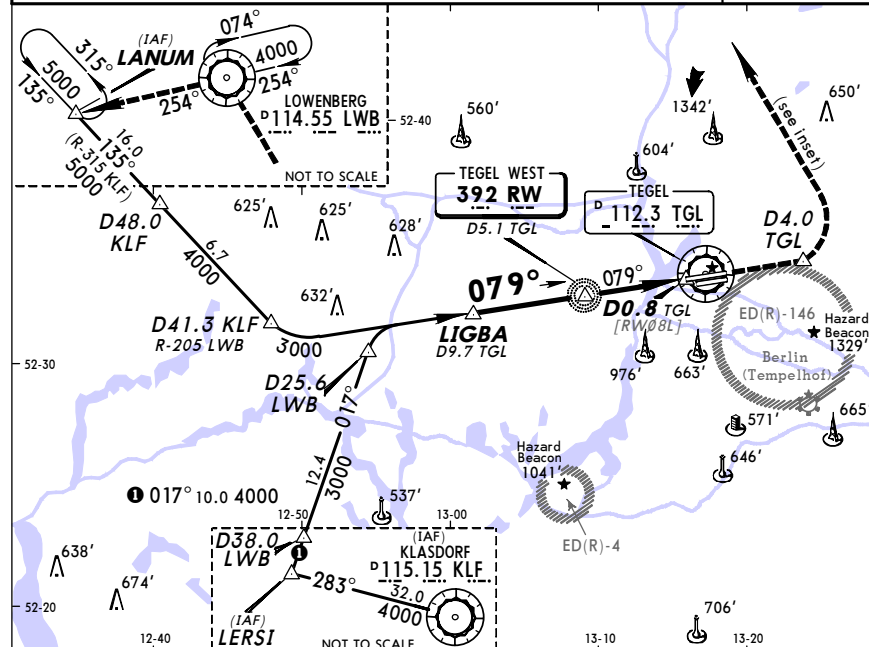 074°
(IAF)
LANUM
315°
5000
135°
4000
254°
254°
LOWENBERG
D 114.55 LWB
NOT TO SCALE
16.0
135°
(R-315 KLF)
5000
52-40
560'
1342'
650'
604'
(see inset)
TEGEL WEST
392 RW
D5.1 TGL
TEGEL
D 112.3 TGL
D4.0
TGL
D48.0
KLF
625'
625'
628'
6.7
4000
632'
079°
079°
D0.8 TGL
[RW08L]
ED(R)-146
Hazard
Beacon
1329'
Berlin
(Tempelhof)
D41.3 KLF
R-205 LWB
3000
LIGBA
D9.7 TGL
52-30
976'
663'
D25.6
LWB
017°
12.4
3000
571'
665'
646'
Hazard
Beacon
1041'
ED(R)-4
❶ 017° 10.0 4000
537'
12-50
13-00
D38.0
LWB
❶
(IAF)
KLASDORF
D 115.15 KLF
283°
32.0
4000
638'
674'
52-20
(IAF)
LERSI
NOT TO SCALE
706'
12-40
13-10
13-20